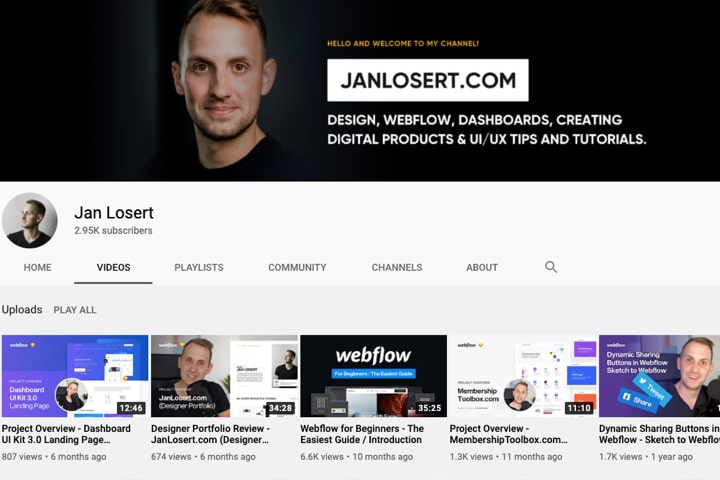 HELLO AND WELCOME TO MY CHANNEL!
JANLOSERT.COM
DESIGN, WEBFLOW, DASHBOARDS, CREATING
DIGITAL PRODUCTS & UI/UX TIPS AND TUTORIALS.
Jan Losert
2.95K subscribers
HOME VIDEOS PLAYLISTS COMMUNITY CHANNELS ABOUT
Uploads PLAY ALL
webflow
PROJECT OVERVIEW
Dashboard
UI Kit 3.0
Landing Page
12:46
Project Overview - Dashboard
UI Kit 3.0 Landing Page...
807 views • 6 months ago
webflow
JanLosert.com
(Designer Portfolio)
34:28
Designer Portfolio Review -
JanLosert.com (Designer...
674 views • 6 months ago
webflow
For Beginners - The Easiest Guide
35:25
Webflow for Beginners - The
Easiest Guide / Introduction
6.6K views • 10 months ago
webflow
PROJECT OVERVIEW
Membership
Toolbox.com
11:10
Project Overview -
MembershipToolbox.com...
1.3K views • 11 months ago
webflow
Dynamic Sharing
Buttons in Webflow
Sketch to Webflow
Tweet
Share
Dynamic Sharing Buttons in
Webflow - Sketch to Webflo
1.7K views • 1 year ago